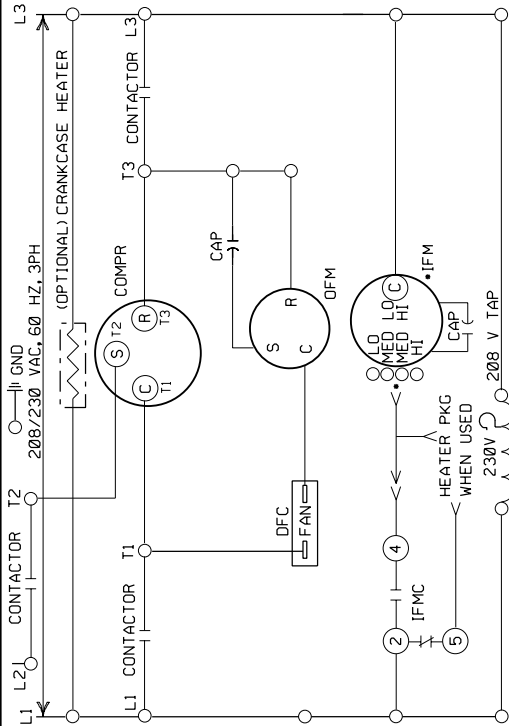 L1
L3
GND
208/230 VAC, 60 HZ, 3PH
L2
CONTACTOR
T2
(OPTIONAL) CRANKCASE HEATER
COMPR
T2
S
C
R
T1
T3
CONTACTOR
T1
T3
CONTACTOR
L1
L3
CAP
DFC
FAN
S
C
R
OFM
2
IFMC
4
5
HEATER PKG
WHEN USED
*
LO
MED LO
MED HI
HI
C
CAP
*IFM
230V
208 V TAP